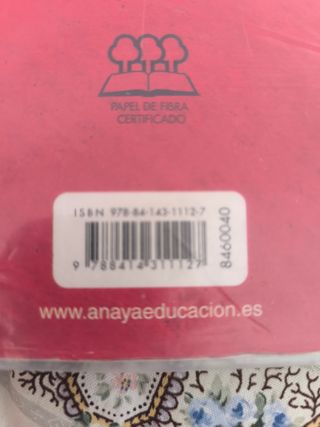 PAPEL DE FIBRA
CERTIFICADO
ISBN 978-84-143-1112-7
9 788414 311127
8460040
www.anayaeducacion.es